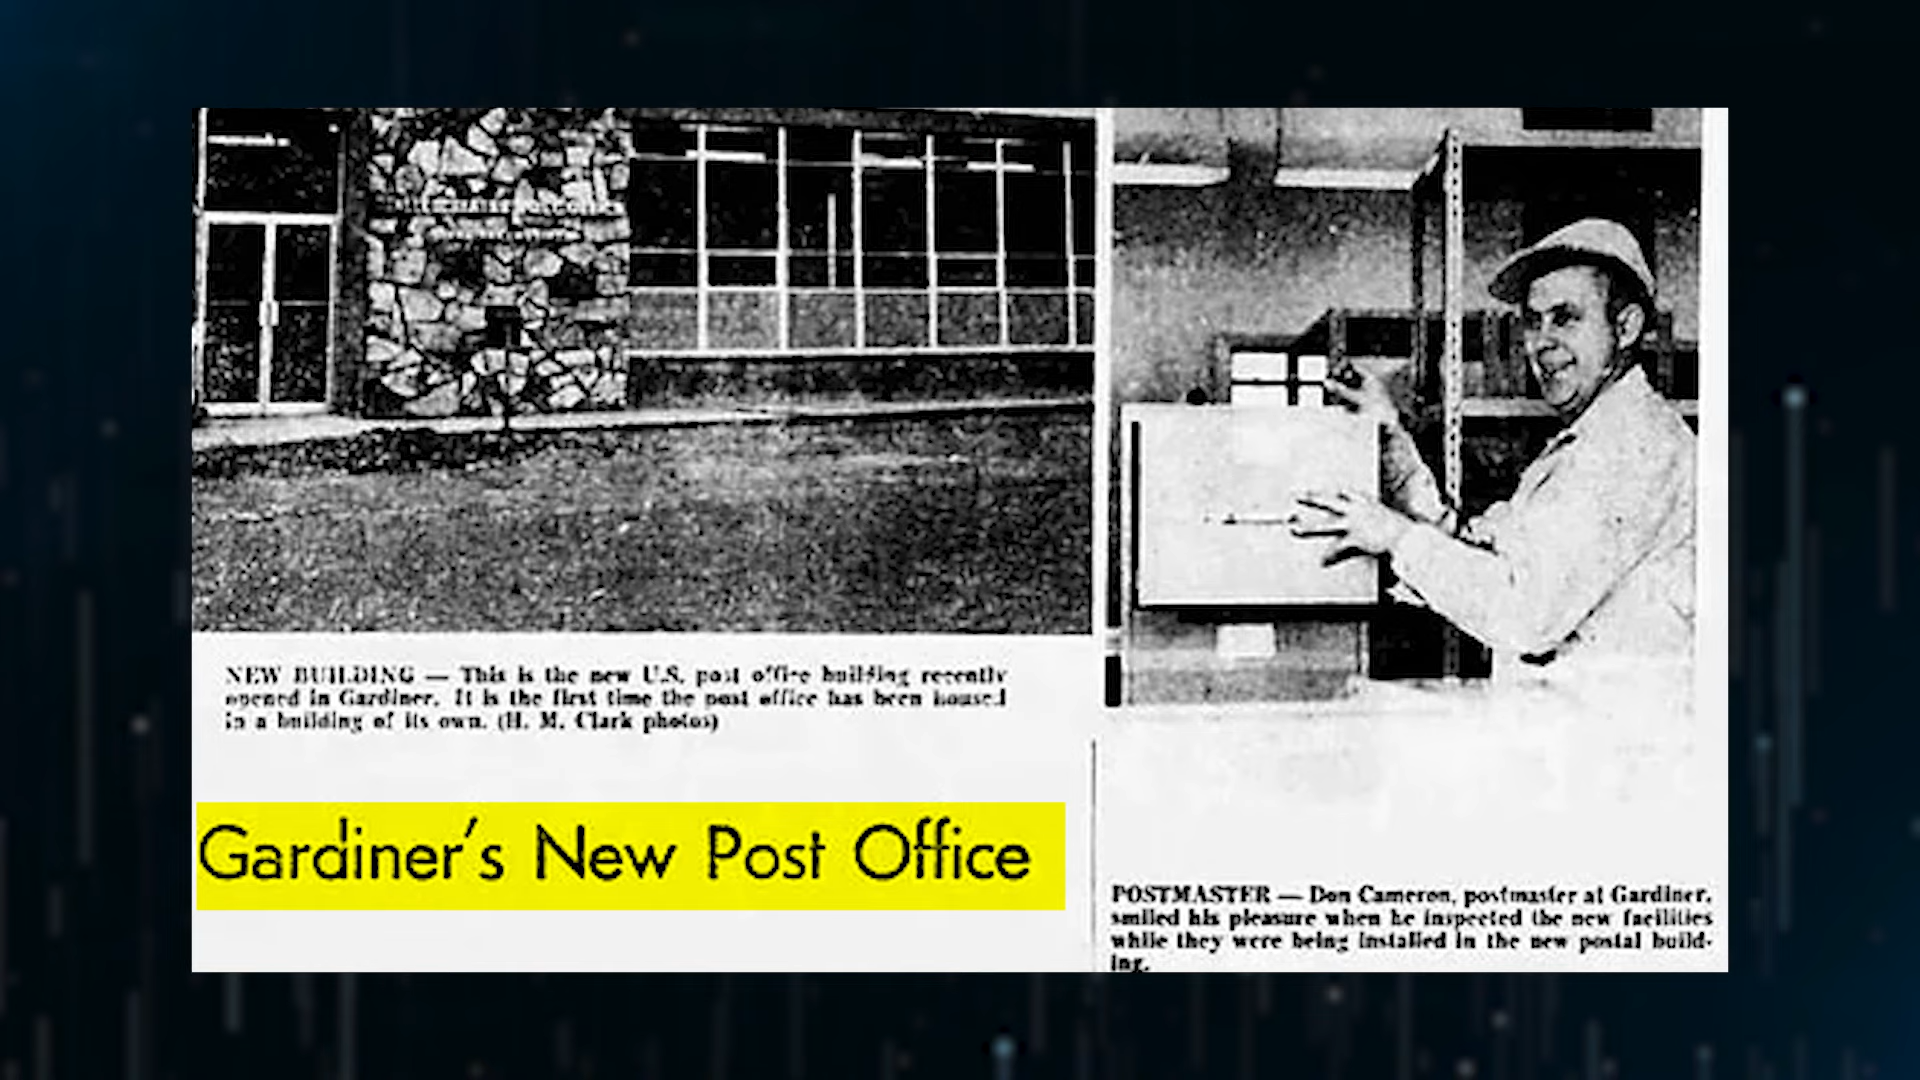 NEW BUILDING — This is the new U.S. post office building recently
opened in Gardiner. It is the first time the post office has been housed
in a building of its own. (H. M. Clark photos)
Gardiner's New Post Office
POSTMASTER — Don Cameron, postmaster at Gardiner,
smiled his pleasure when he inspected the new facilities
while they were being installed in the new postal build-
ing.